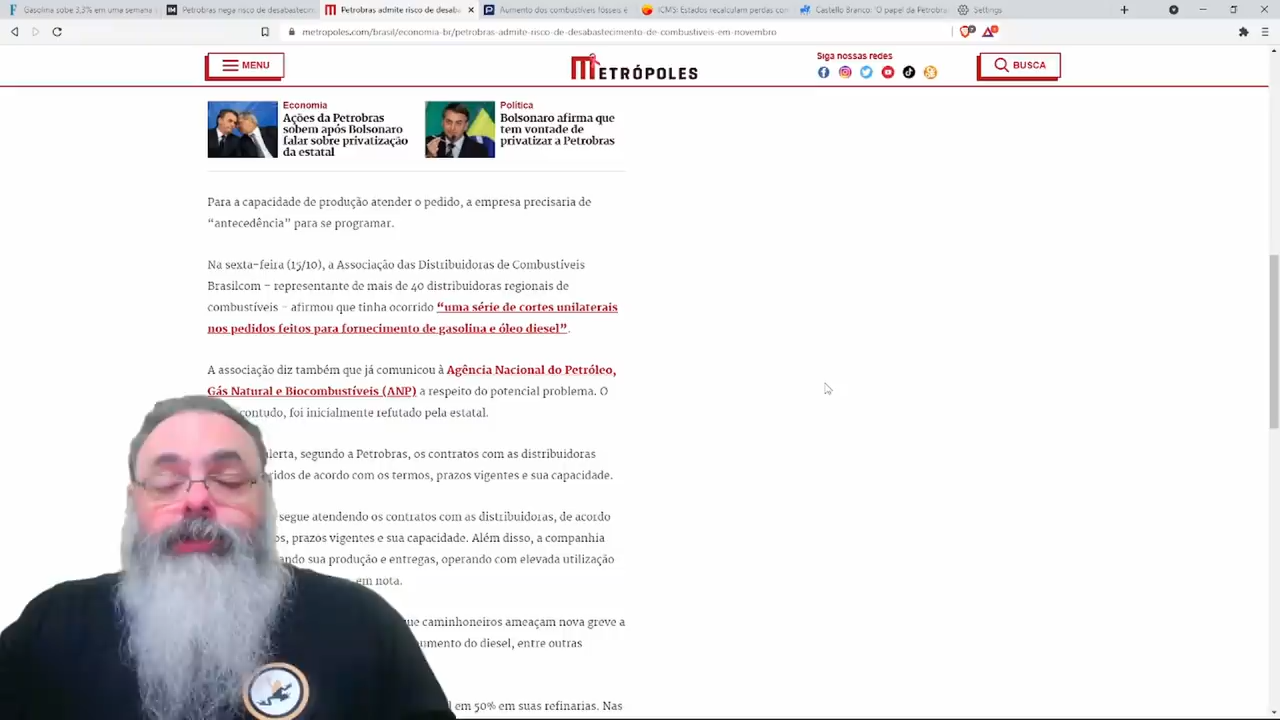 Gasolina sobe 3,3% em uma semana
Petrobras nega risco de desabastecim
Petrobras admite risco de desaba
Aumento dos combustíveis fósseis é
ICMS: Estados recalculam perdas com
Castello Branco: 'O papel da Petrobra
Settings
metropoles.com/brasil/economia-br/petrobras-admite-risco-de-desabastecimento-de-combustiveis-em-novembro
MENU
METRÓPOLES
Siga nossas redes
BUSCA
Economia
Ações da Petrobras
sobem após Bolsonaro
falar sobre privatização
da estatal
Política
Bolsonaro afirma que
tem vontade de
privatizar a Petrobras
Para a capacidade de produção atender o pedido, a empresa precisaria de
“antecedência” para se programar.
Na sexta-feira (15/10), a Associação das Distribuidoras de Combustíveis
Brasilcom – representante de mais de 40 distribuidoras regionais de
combustíveis – afirmou que tinha ocorrido “uma série de cortes unilaterais
nos pedidos feitos para fornecimento de gasolina e óleo diesel”.
A associação diz também que já comunicou à Agência Nacional do Petróleo,
Gás Natural e Biocombustíveis (ANP) a respeito do potencial problema. O
contudo, foi inicialmente refutado pela estatal.
alerta, segundo a Petrobras, os contratos com as distribuidoras
ridos de acordo com os termos, prazos vigentes e sua capacidade.
segue atendendo os contratos com as distribuidoras, de acordo
os, prazos vigentes e sua capacidade. Além disso, a companhia
ndo sua produção e entregas, operando com elevada utilização
em nota.
que caminhoneiros ameaçam nova greve a
aumento do diesel, entre outras
l em 50% em suas refinarias. Nas